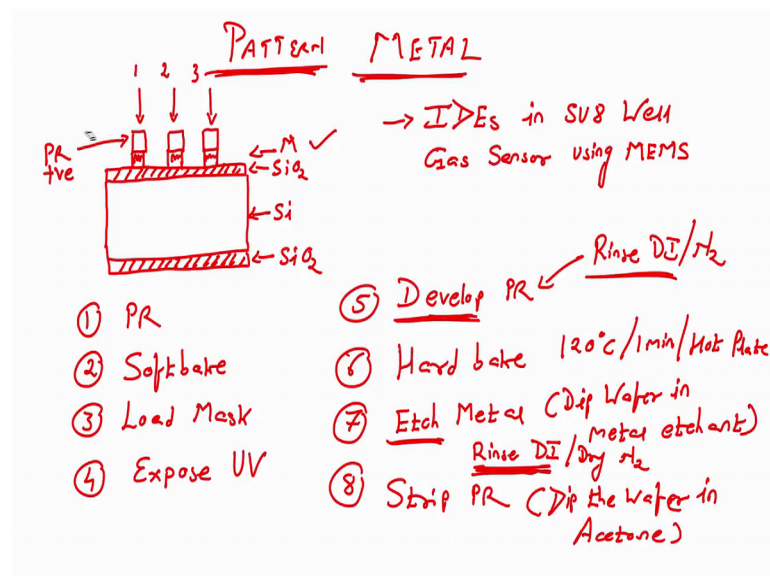 PATTERN METAL
1 2 3
→ IDEs in SU8 Well
Gas Sensor using MEMS
PR
+ve
← M ✓
← SiO2
← Si
← SiO2
Rinse DI/N2
① PR
② Softbake
③ Load Mask
④ Expose UV
⑤ Develop PR
⑥ Hard bake 120°C/1min/Hot Plate
⑦ Etch Metal (Dip Wafer in
Metal etchant)
Rinse DI/Dry N2
⑧ Strip PR (Dip the Wafer in
Acetone)